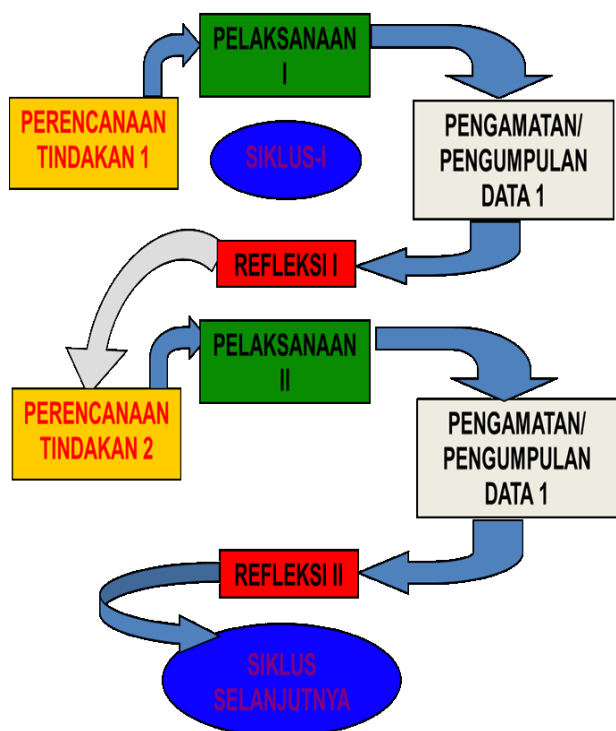 PELAKSANAAN
I
PERENCANAAN
TINDAKAN 1
SIKLUS-I
PENGAMATAN/
PENGUMPULAN
DATA 1
REFLEKSI I
PELAKSANAAN
II
PERENCANAAN
TINDAKAN 2
PENGAMATAN/
PENGUMPULAN
DATA 1
REFLEKSI II
SIKLUS
SELANJUTNYA